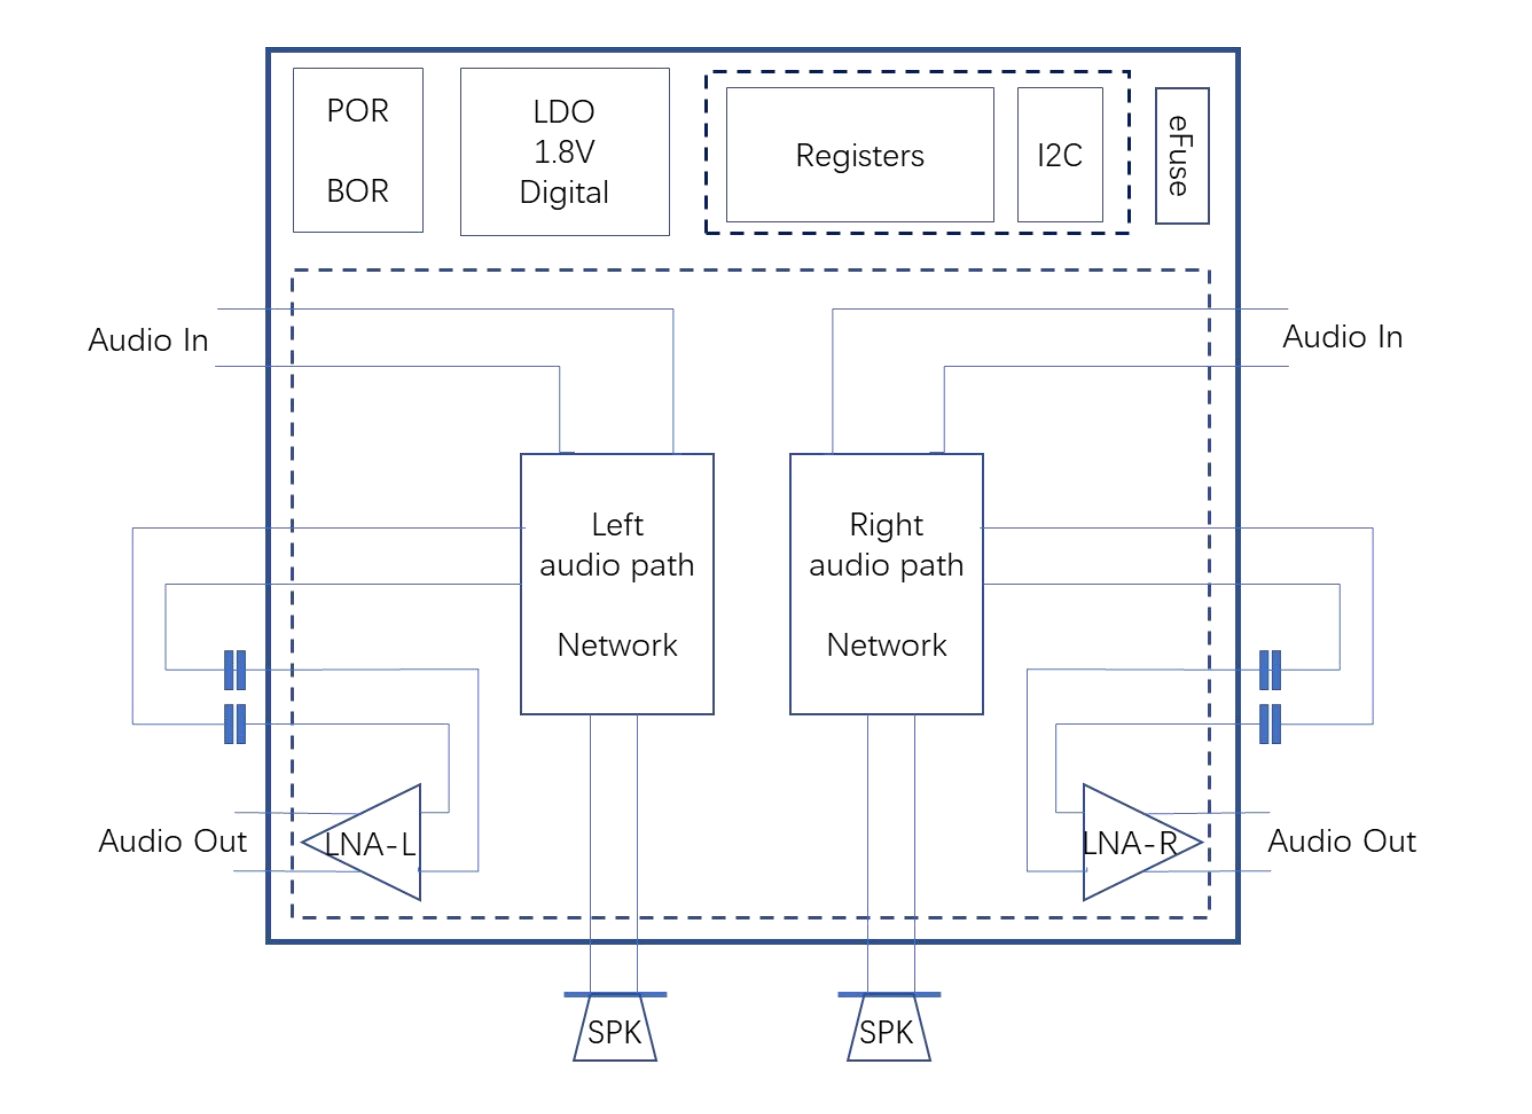 POR
BOR
LDO
1.8V
Digital
Registers
I2C
eFuse
Audio In
Audio In
Left
audio path
Network
Right
audio path
Network
Audio Out
LNA-L
LNA-R
Audio Out
SPK
SPK